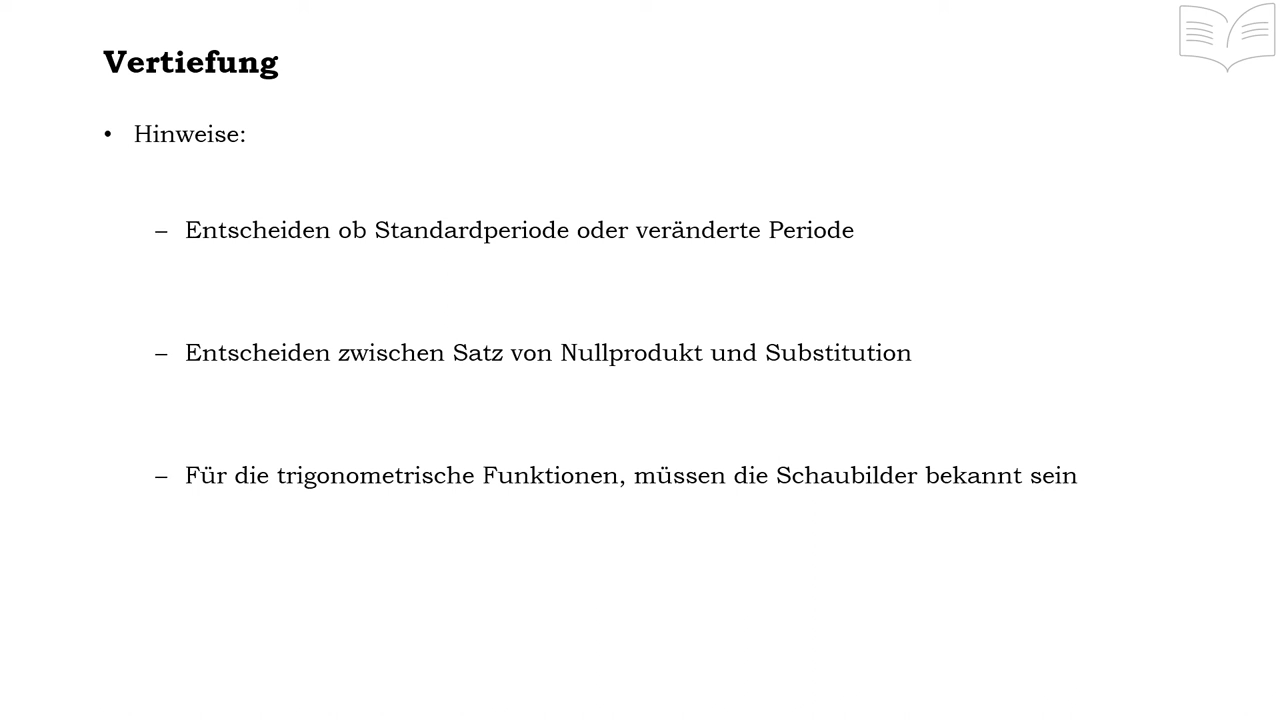 Vertiefung
• Hinweise:
– Entscheiden ob Standardperiode oder veränderte Periode
– Entscheiden zwischen Satz von Nullprodukt und Substitution
– Für die trigonometrische Funktionen, müssen die Schaubilder bekannt sein